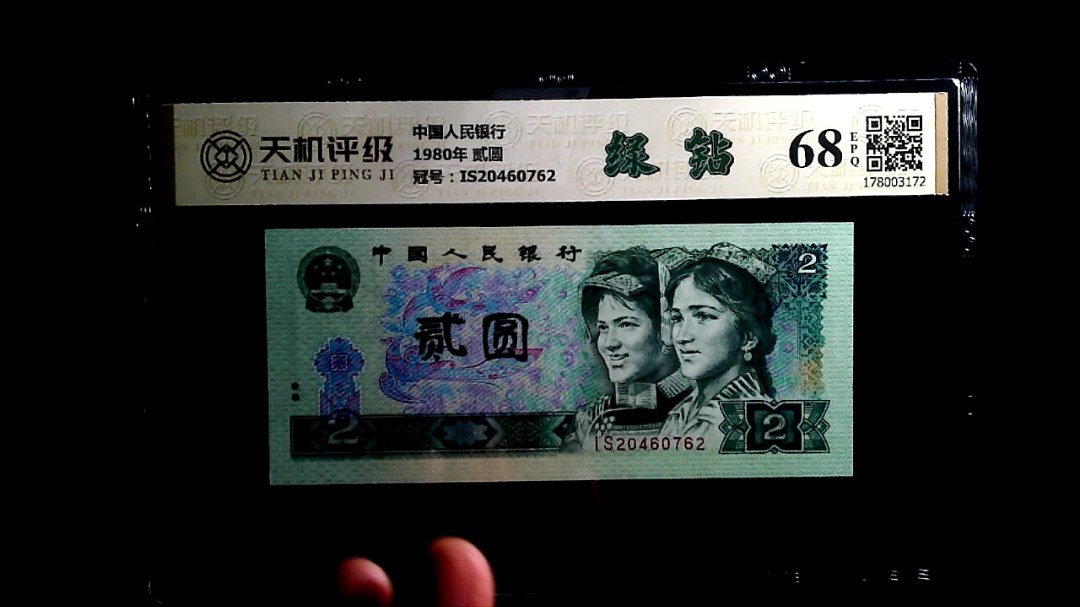 天机评级
TIAN JI PING JI
中国人民银行
1980年 贰圆
冠号：IS20460762
绿 钻
68
EPQ
178003172
中国人民银行
2
贰圆
2
IS20460762
2